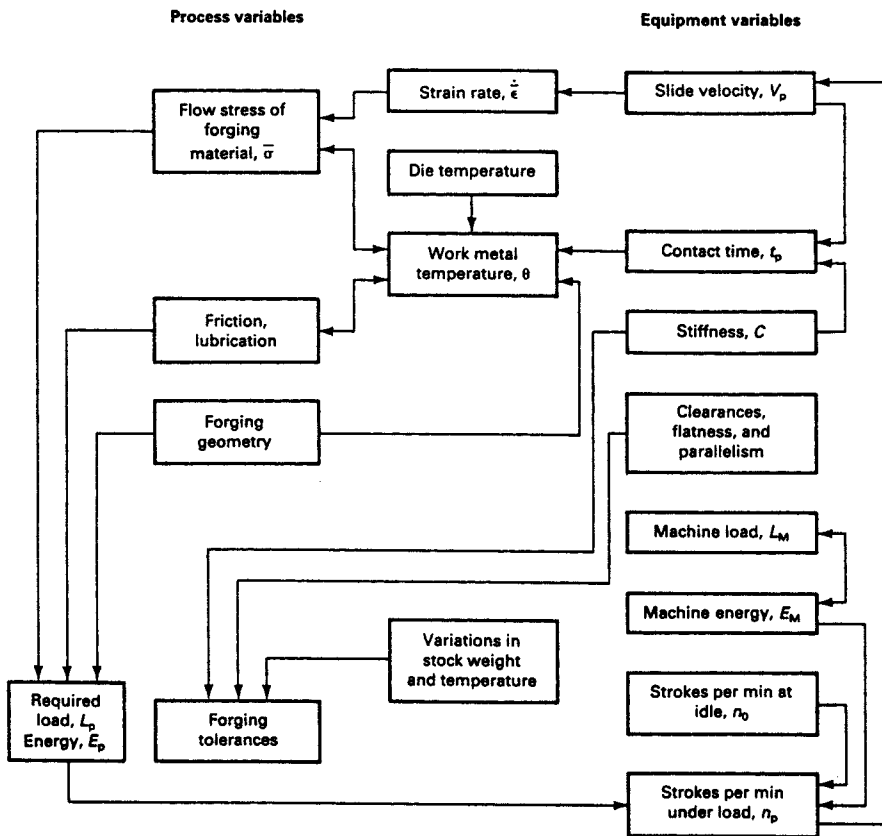 Process variables
Equipment variables
Flow stress of
forging
material, σ̅
Strain rate, ε̇̅
Slide velocity, Vₚ
Die temperature
Work metal
temperature, θ
Contact time, tₚ
Friction,
lubrication
Stiffness, C
Forging
geometry
Clearances,
flatness, and
parallelism
Machine load, L_M
Machine energy, E_M
Variations in
stock weight
and temperature
Strokes per min at
idle, n₀
Required
load, Lₚ
Energy, Eₚ
Forging
tolerances
Strokes per min
under load, nₚ